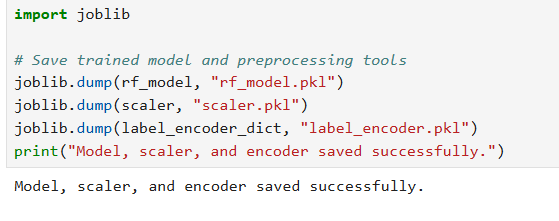 import joblib
# Save trained model and preprocessing tools
joblib.dump(rf_model, "rf_model.pkl")
joblib.dump(scaler, "scaler.pkl")
joblib.dump(label_encoder_dict, "label_encoder.pkl")
print("Model, scaler, and encoder saved successfully.")
Model, scaler, and encoder saved successfully.